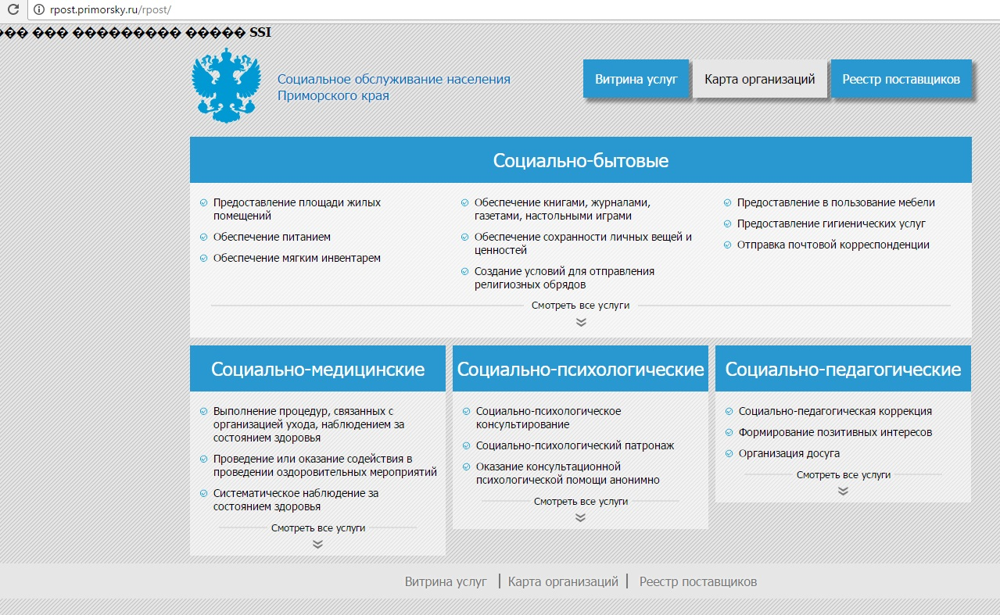 rpost.primorsky.ru/rpost/
SSI
Социальное обслуживание населения
Приморского края
Витрина услуг
Карта организаций
Реестр поставщиков
Социально-бытовые
Предоставление площади жилых
помещений
Обеспечение питанием
Обеспечение мягким инвентарем
Обеспечение книгами, журналами,
газетами, настольными играми
Обеспечение сохранности личных вещей и
ценностей
Создание условий для отправления
религиозных обрядов
Предоставление в пользование мебели
Предоставление гигиенических услуг
Отправка почтовой корреспонденции
Смотреть все услуги
Социально-медицинские
Выполнение процедур, связанных с
организацией ухода, наблюдением за
состоянием здоровья
Проведение или оказание содействия в
проведении оздоровительных мероприятий
Систематическое наблюдение за
состоянием здоровья
Смотреть все услуги
Социально-психологические
Социально-психологическое
консультирование
Социально-психологический патронаж
Оказание консультационной
психологической помощи анонимно
Смотреть все услуги
Социально-педагогические
Социально-педагогическая коррекция
Формирование позитивных интересов
Организация досуга
Смотреть все услуги
Витрина услуг | Карта организаций | Реестр поставщиков